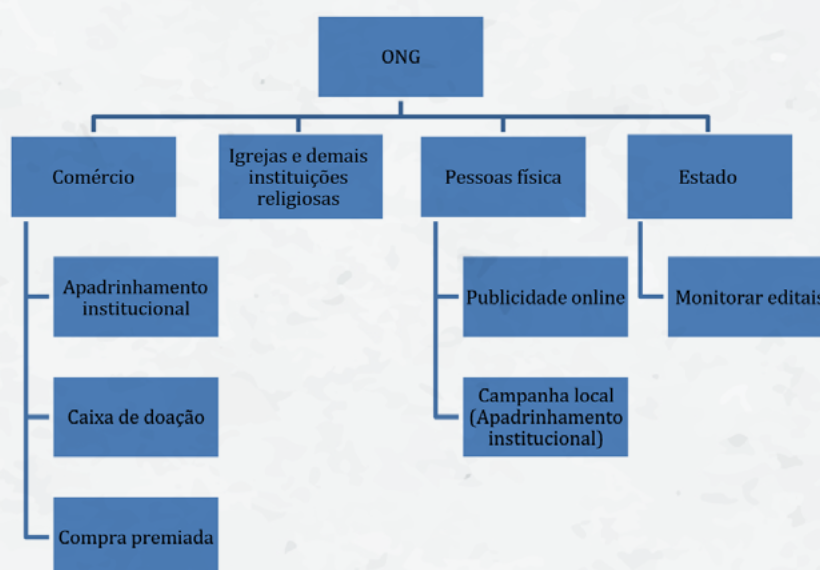 ONG
Comércio
Igrejas e demais
instituições
religiosas
Pessoas física
Estado
Apadrinhamento
institucional
Caixa de doação
Compra premiada
Publicidade online
Campanha local
(Apadrinhamento
institucional)
Monitorar editais